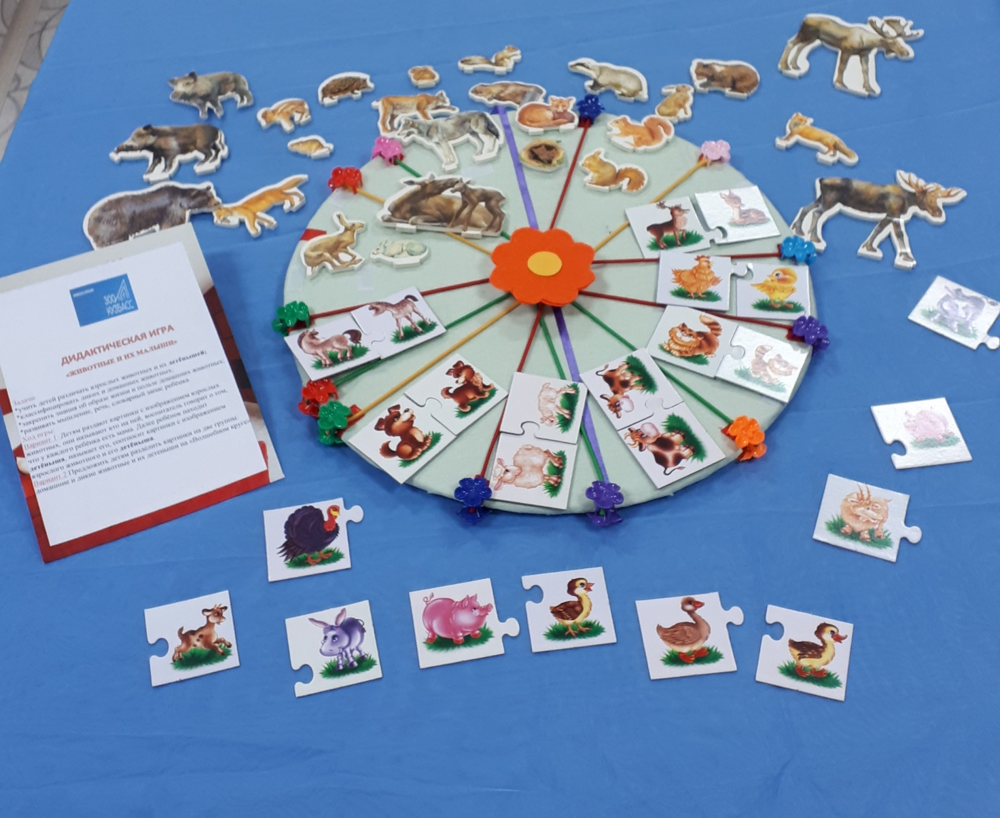 ЗОО
КУЗБАСС
ДИДАКТИЧЕСКАЯ ИГРА
«ЖИВОТНЫЕ И ИХ МАЛЫШИ»
Задачи
*учить детей различать взрослых животных и их детёнышей;
*классифицировать диких и домашних животных;
*закрепить знания об образе жизни и пользе домашних животных.
*развивать мышление, речь, словарный запас ребёнка
Ход игры:
Вариант 1. Детям раздают картинки с изображением взрослых
животных, они называют кто на ней, воспитатель говорит о том,
что у каждого ребёнка есть мама. Далее ребёнок находит
детёныша, называет его, соотносит картинки с изображением
взрослого животного и его детёныша.
Вариант 2 Предложить детям разделить картинки на две группы
домашние и дикие животные и их детеныши на «Волшебном круге»